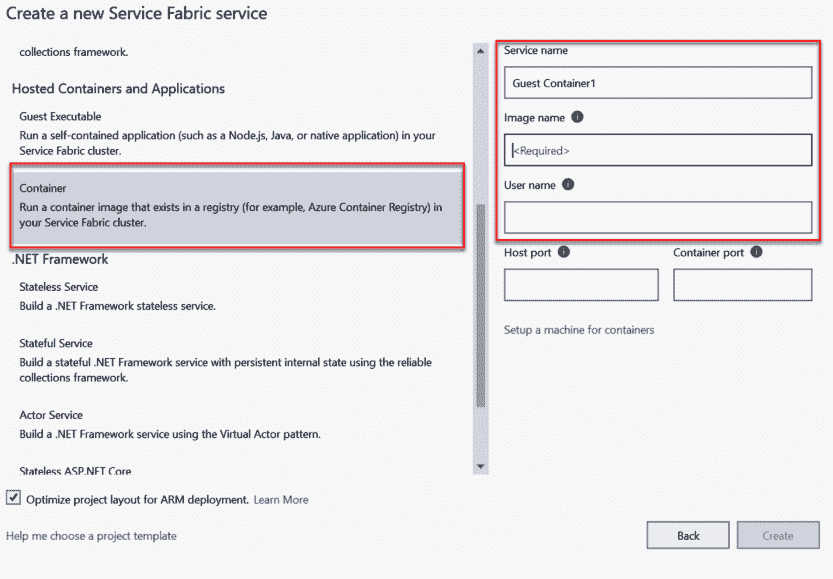 Create a new Service Fabric service
collections framework.
Hosted Containers and Applications
Guest Executable
Run a self-contained application (such as a Node.js, Java, or native application) in your
Service Fabric cluster.
Container
Run a container image that exists in a registry (for example, Azure Container Registry) in
your Service Fabric cluster.
.NET Framework
Stateless Service
Build a .NET Framework stateless service.
Stateful Service
Build a stateful .NET Framework service with persistent internal state using the reliable
collections framework.
Actor Service
Build a .NET Framework service using the Virtual Actor pattern.
Stateless ASP.NET Core
Service name
Guest Container1
Image name
<Required>
User name
Host port
Container port
Setup a machine for containers
Optimize project layout for ARM deployment. Learn More
Help me choose a project template
Back
Create